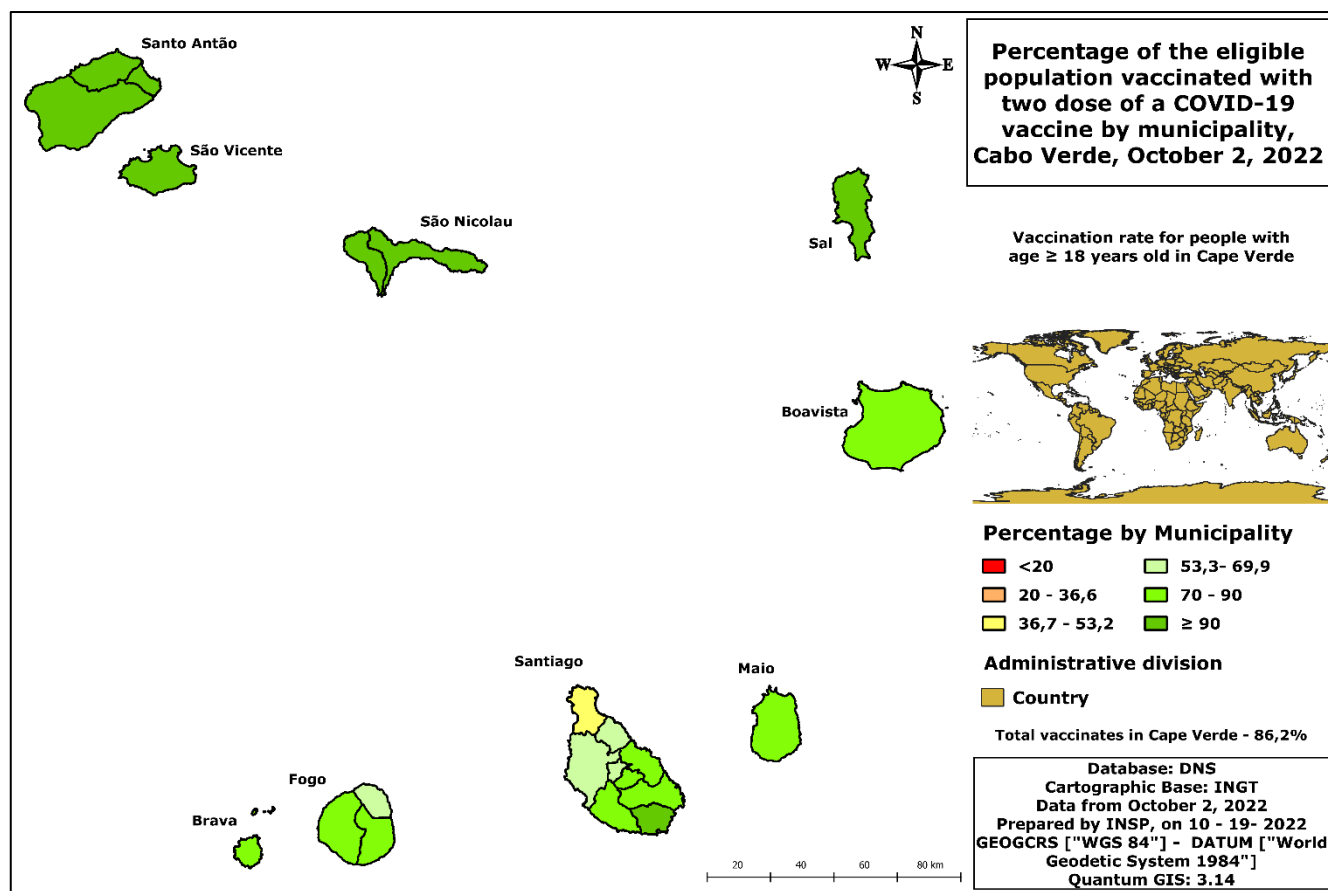 Santo Antão
São Vicente
São Nicolau
Sal
Boavista
Santiago
Maio
Fogo
Brava
N
W E
S
20 40 60 80 km
Percentage of the eligible
population vaccinated with
two dose of a COVID-19
vaccine by municipality,
Cabo Verde, October 2, 2022
Vaccination rate for people with
age ≥ 18 years old in Cape Verde
Percentage by Municipality
<20
20 - 36,6
36,7 - 53,2
53,3- 69,9
70 - 90
≥ 90
Administrative division
Country
Total vaccinates in Cape Verde - 86,2%
Database: DNS
Cartographic Base: INGT
Data from October 2, 2022
Prepared by INSP, on 10 - 19- 2022
GEOGCRS ["WGS 84"] - DATUM ["World
Geodetic System 1984"]
Quantum GIS: 3.14